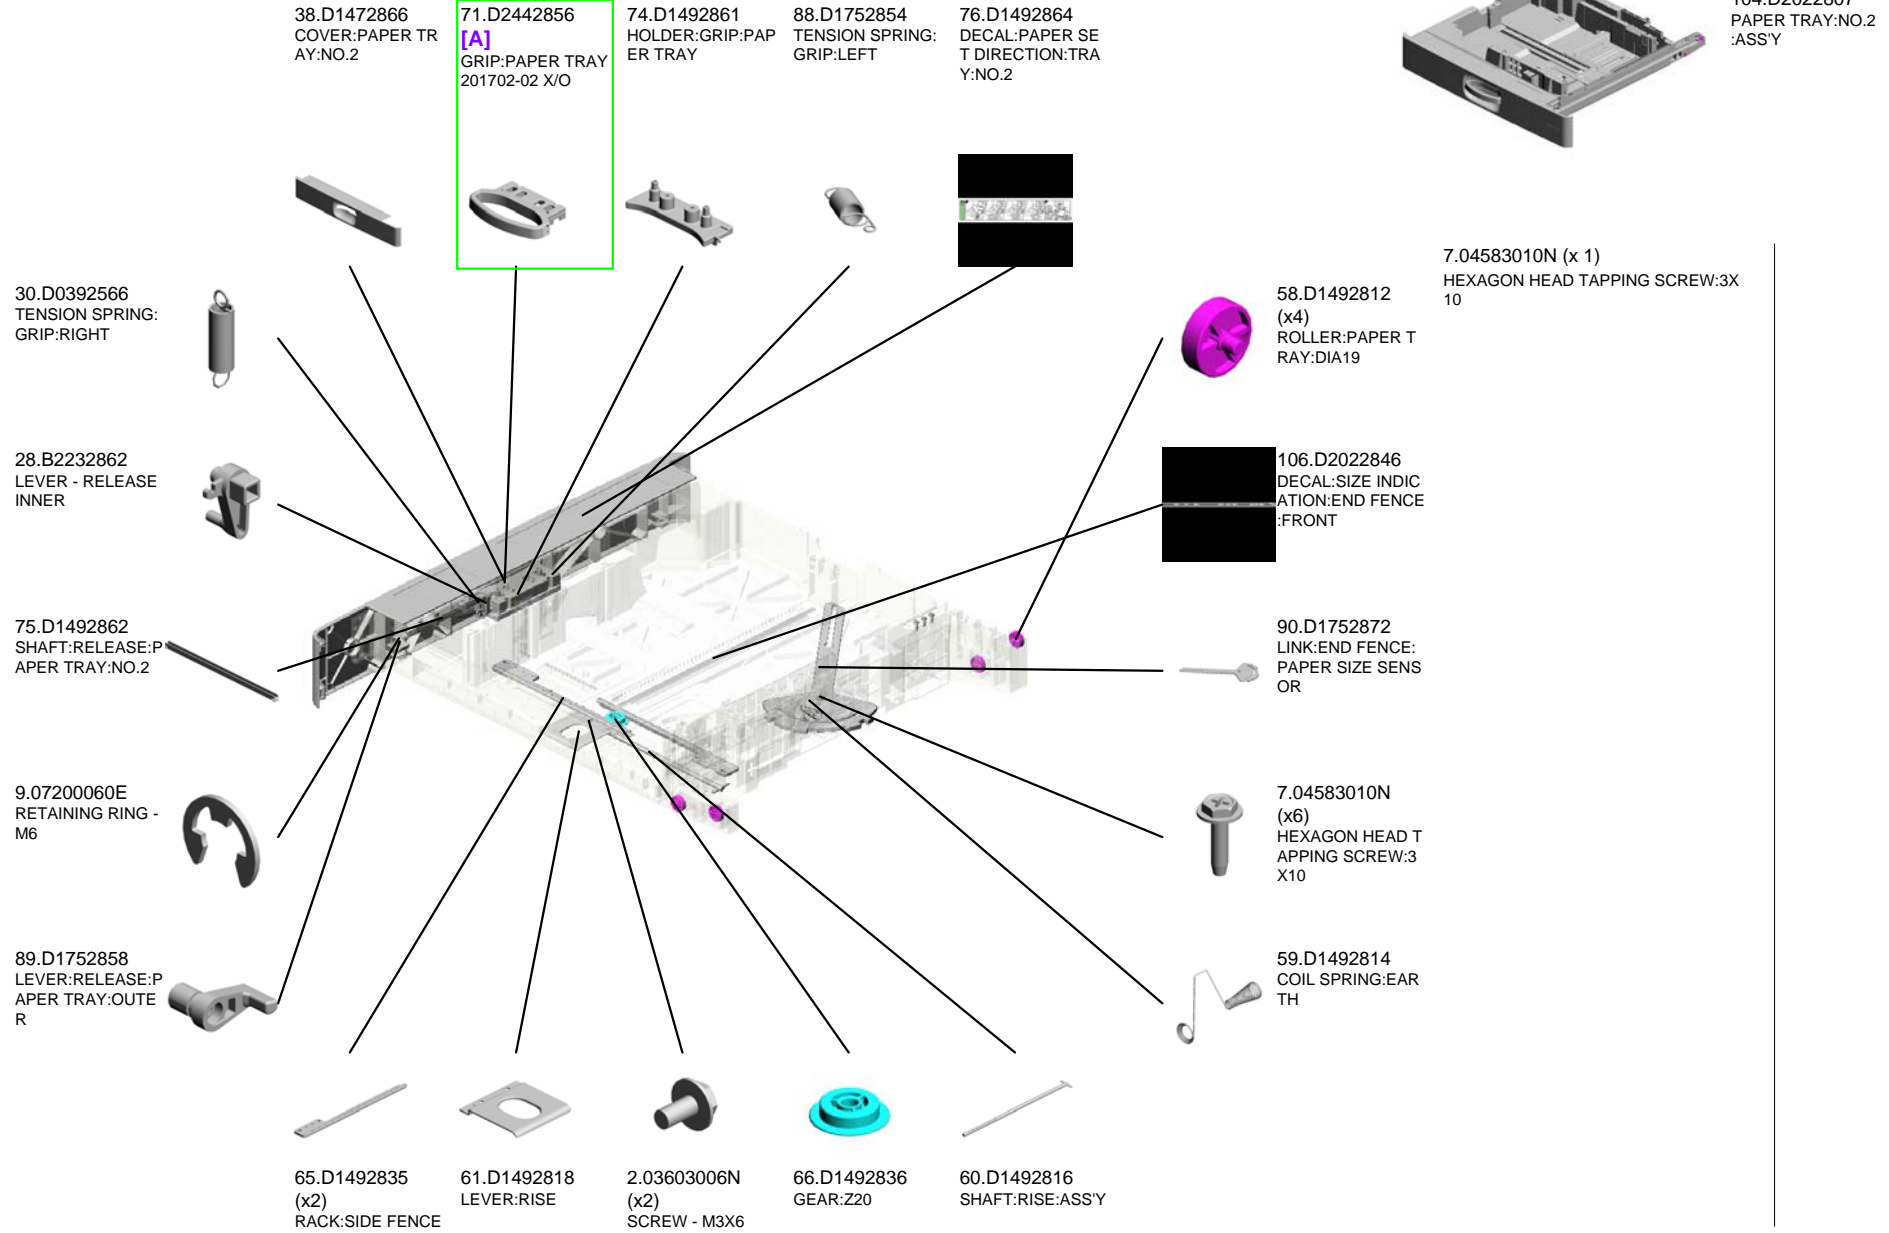 38.D1472866
COVER:PAPER TR
AY:NO.2
71.D2442856
[A]
GRIP:PAPER TRAY
201702-02 X/O
74.D1492861
HOLDER:GRIP:PAP
ER TRAY
88.D1752854
TENSION SPRING:
GRIP:LEFT
76.D1492864
DECAL:PAPER SE
T DIRECTION:TRA
Y:NO.2
PAPER TRAY:NO.2
:ASS'Y
7.04583010N (x 1)
HEXAGON HEAD TAPPING SCREW:3X
10
30.D0392566
TENSION SPRING:
GRIP:RIGHT
58.D1492812
(x4)
ROLLER:PAPER T
RAY:DIA19
28.B2232862
LEVER - RELEASE
INNER
106.D2022846
DECAL:SIZE INDIC
ATION:END FENCE
:FRONT
75.D1492862
SHAFT:RELEASE:P
APER TRAY:NO.2
90.D1752872
LINK:END FENCE:
PAPER SIZE SENS
OR
9.07200060E
RETAINING RING -
M6
7.04583010N
(x6)
HEXAGON HEAD T
APPING SCREW:3
X10
89.D1752858
LEVER:RELEASE:P
APER TRAY:OUTE
R
59.D1492814
COIL SPRING:EAR
TH
65.D1492835
(x2)
RACK:SIDE FENCE
61.D1492818
LEVER:RISE
2.03603006N
(x2)
SCREW - M3X6
66.D1492836
GEAR:Z20
60.D1492816
SHAFT:RISE:ASS'Y